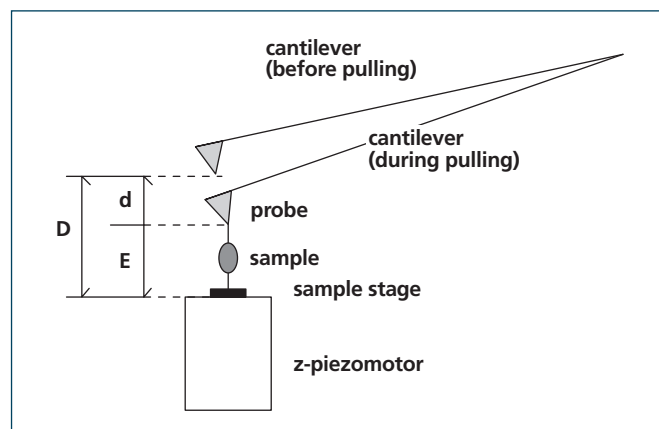 cantilever
(before pulling)
cantilever
(during pulling)
d
D
probe
E
sample
sample stage
z-piezomotor